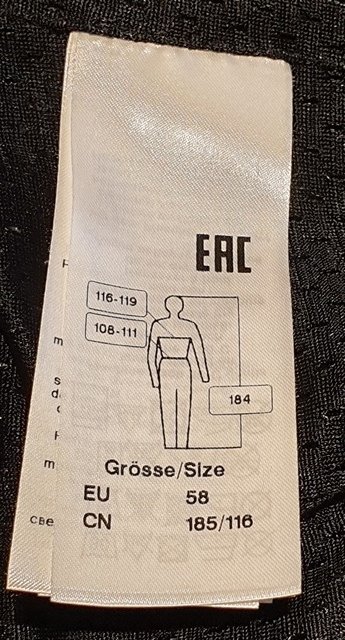 EAC
116-119
108-111
184
Grösse/Size
EU 58
CN 185/116